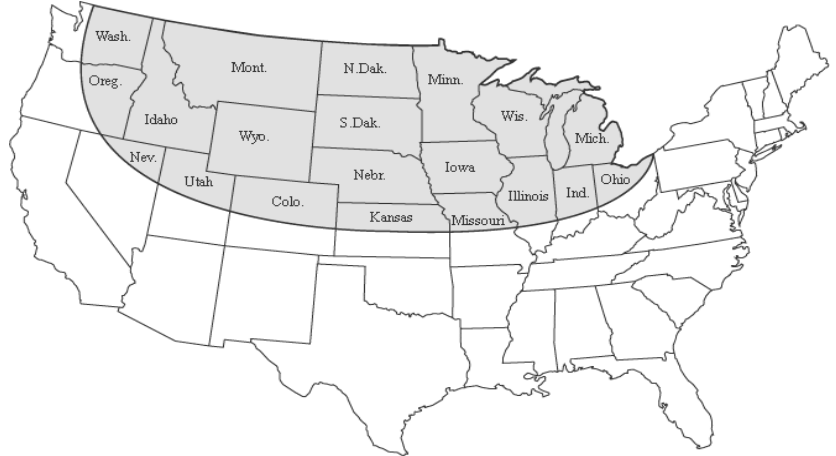 Wash.
Mont.
N.Dak.
Minn.
Oreg.
Idaho
Wyo.
S.Dak.
Wis.
Mich.
Nev.
Utah
Nebr.
Iowa
Colo.
Illinois
Ind.
Ohio
Kansas
Missouri